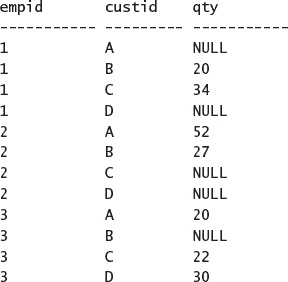 empid       custid    qty
----------- --------- -----------
1           A         NULL
1           B         20
1           C         34
1           D         NULL
2           A         52
2           B         27
2           C         NULL
2           D         NULL
3           A         20
3           B         NULL
3           C         22
3           D         30